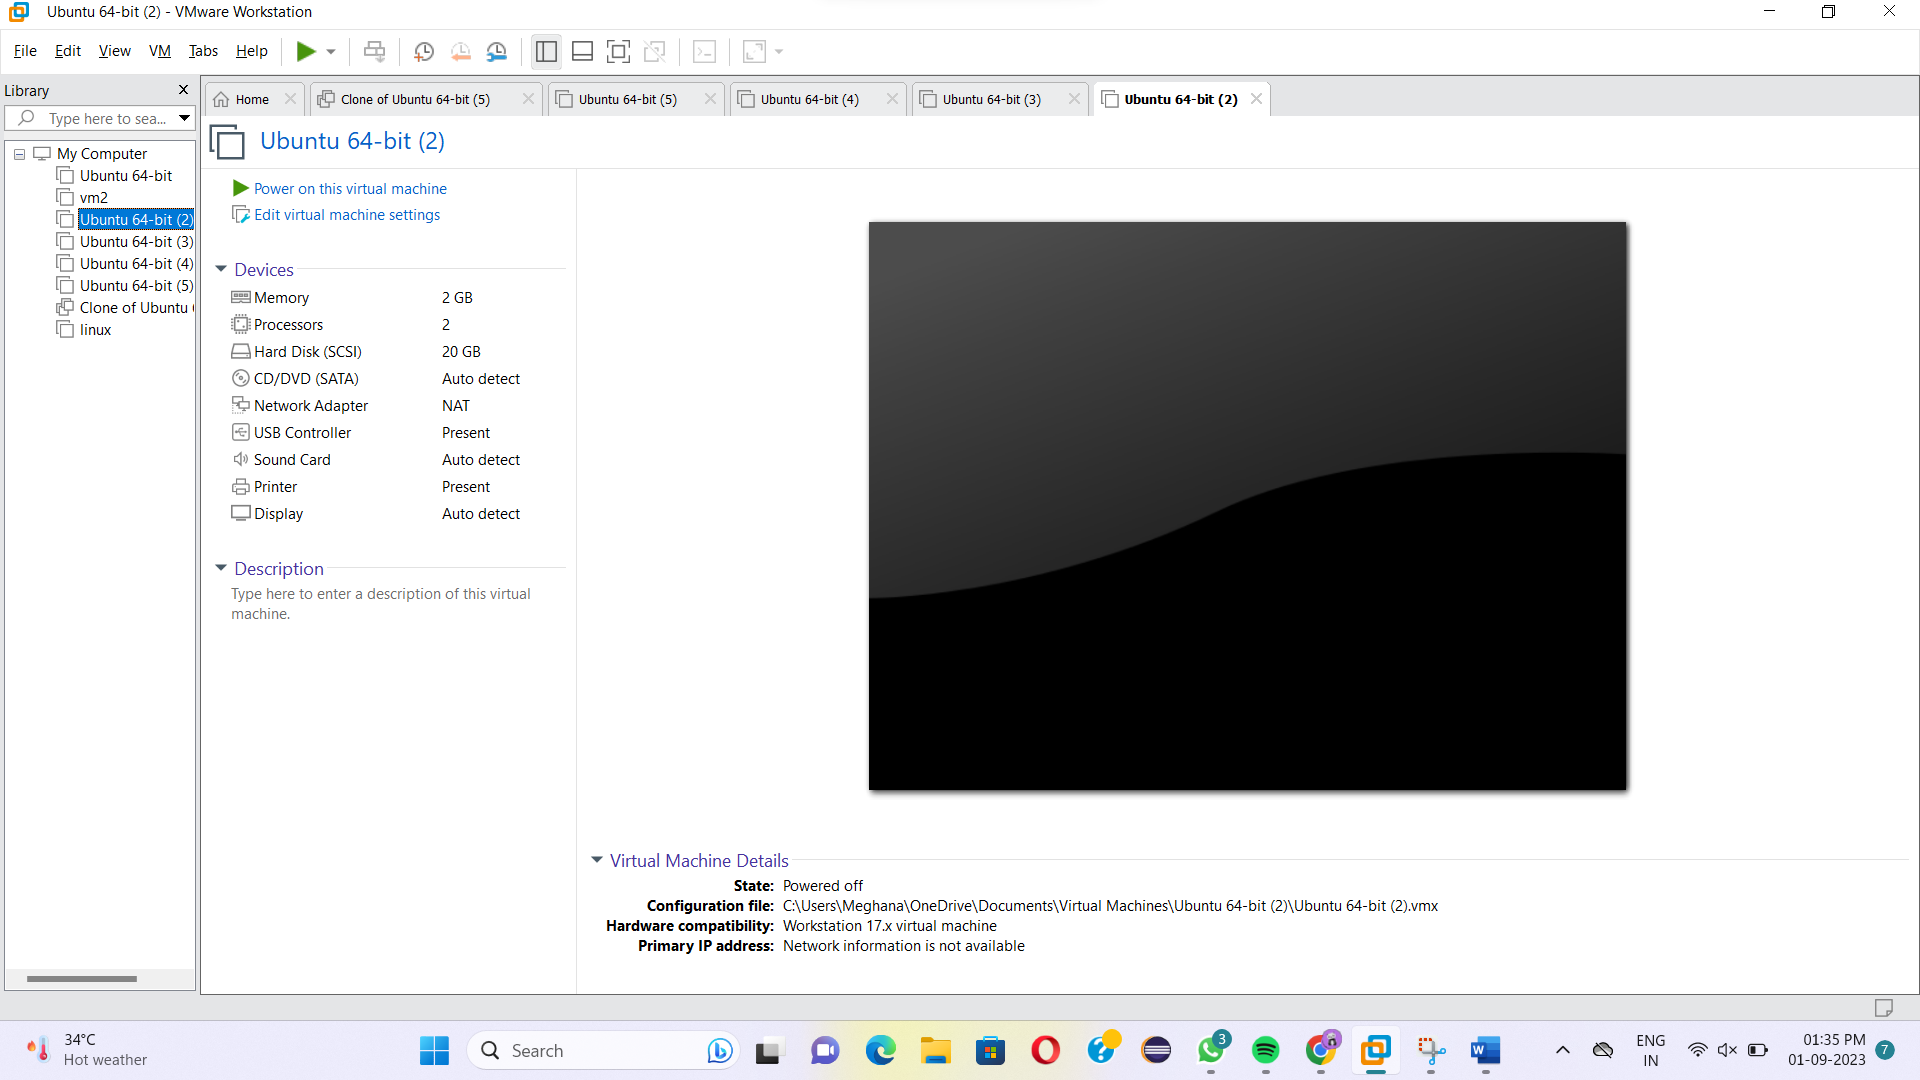 Ubuntu 64-bit (2) - VMware Workstation
File Edit View VM Tabs Help
Library
Type here to sea...
My Computer
Ubuntu 64-bit
vm2
Ubuntu 64-bit (2)
Ubuntu 64-bit (3)
Ubuntu 64-bit (4)
Ubuntu 64-bit (5)
Clone of Ubuntu
linux
Home
Clone of Ubuntu 64-bit (5)
Ubuntu 64-bit (5)
Ubuntu 64-bit (4)
Ubuntu 64-bit (3)
Ubuntu 64-bit (2)
Ubuntu 64-bit (2)
Power on this virtual machine
Edit virtual machine settings
Devices
Memory 2 GB
Processors 2
Hard Disk (SCSI) 20 GB
CD/DVD (SATA) Auto detect
Network Adapter NAT
USB Controller Present
Sound Card Auto detect
Printer Present
Display Auto detect
Description
Type here to enter a description of this virtual
machine.
Virtual Machine Details
State: Powered off
Configuration file: C:\Users\Meghana\OneDrive\Documents\Virtual Machines\Ubuntu 64-bit (2)\Ubuntu 64-bit (2).vmx
Hardware compatibility: Workstation 17.x virtual machine
Primary IP address: Network information is not available
34°C
Hot weather
Search
3
ENG
IN
01:35 PM
01-09-2023
7